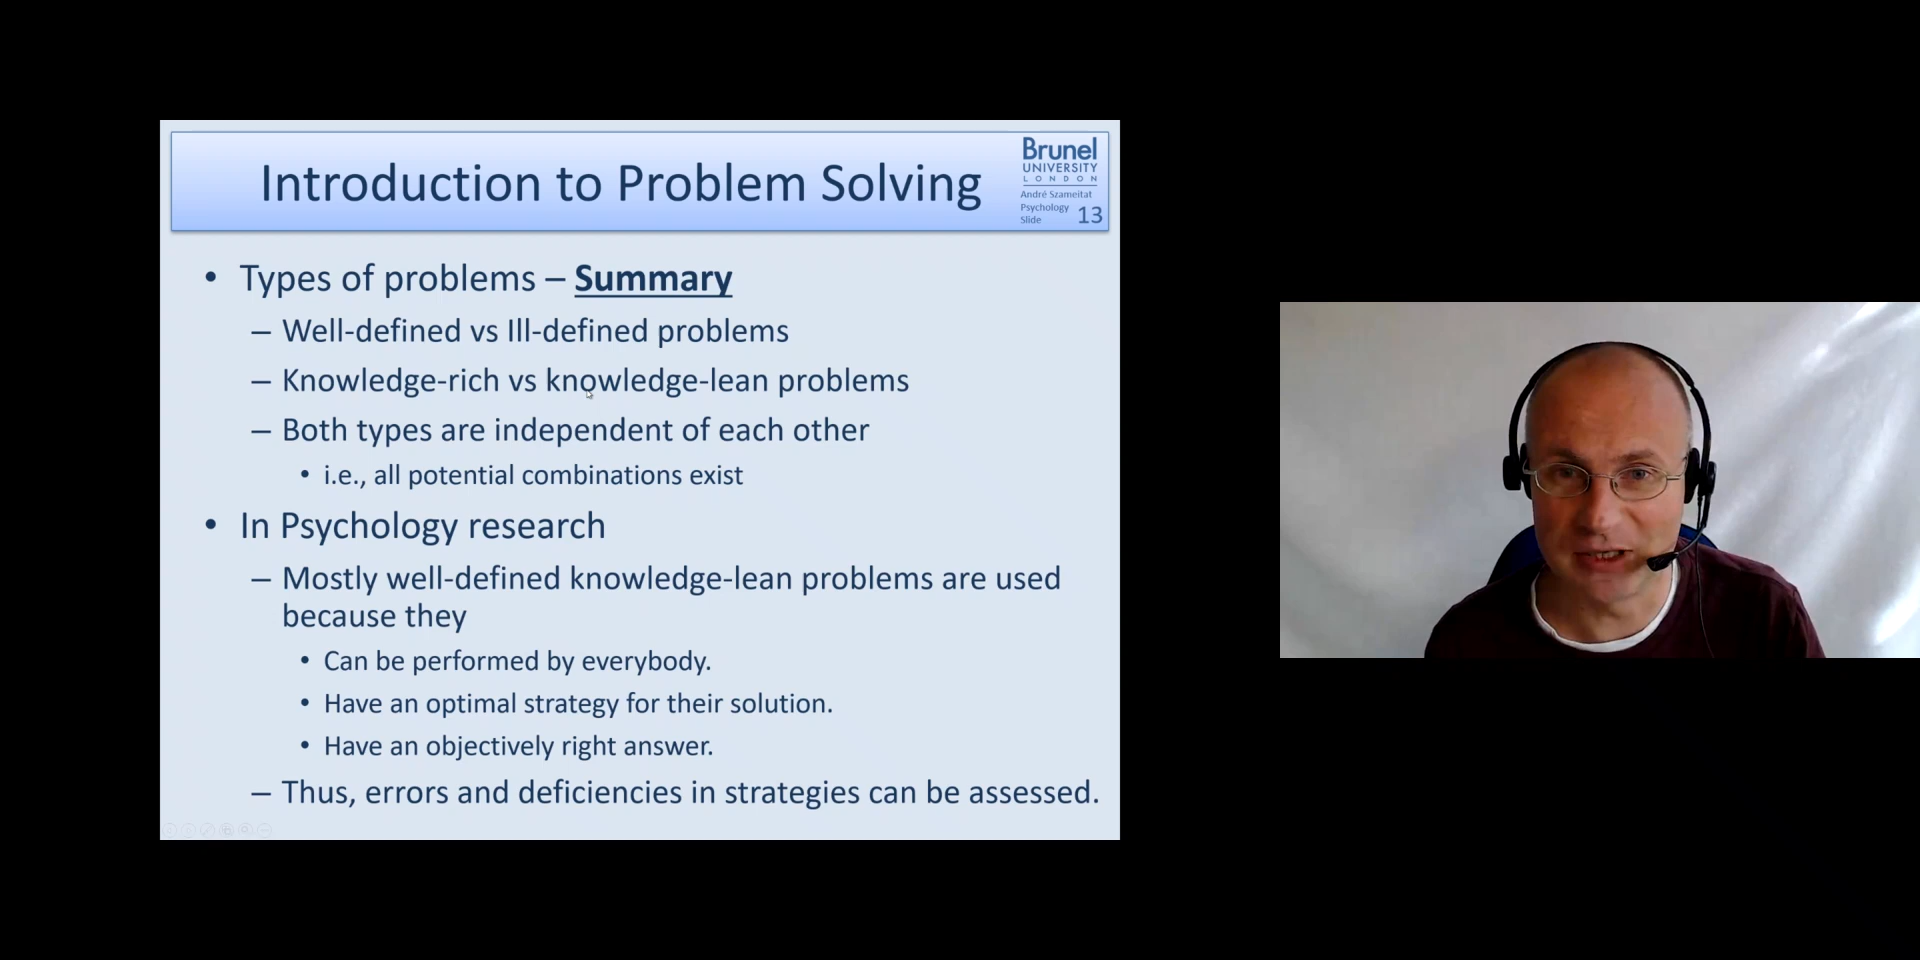 Introduction to Problem Solving
Brunel
UNIVERSITY
LONDON
André Szameitat
Psychology
Slide 13
• Types of problems – Summary
– Well-defined vs Ill-defined problems
– Knowledge-rich vs knowledge-lean problems
– Both types are independent of each other
• i.e., all potential combinations exist
• In Psychology research
– Mostly well-defined knowledge-lean problems are used
because they
• Can be performed by everybody.
• Have an optimal strategy for their solution.
• Have an objectively right answer.
– Thus, errors and deficiencies in strategies can be assessed.